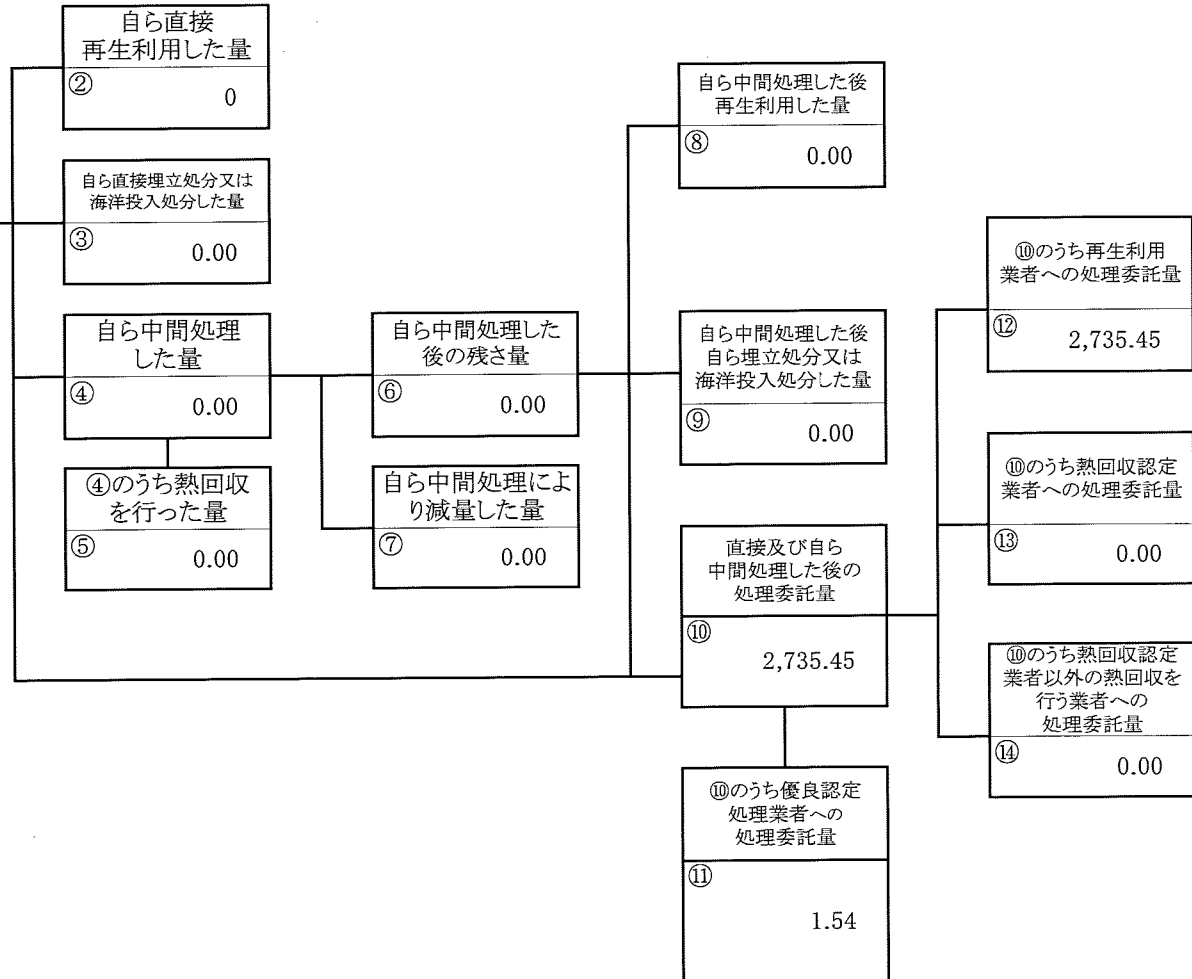 自ら直接
再生利用した量
②
0
自ら直接埋立処分又は
海洋投入処分した量
③
0.00
自ら中間処理
した量
④
0.00
④のうち熱回収
を行った量
⑤
0.00
自ら中間処理した
後の残さ量
⑥
0.00
自ら中間処理によ
り減量した量
⑦
0.00
自ら中間処理した後
再生利用した量
⑧
0.00
自ら中間処理した後
自ら埋立処分又は
海洋投入処分した量
⑨
0.00
直接及び自ら
中間処理した後の
処理委託量
⑩
2,735.45
⑩のうち優良認定
処理業者への
処理委託量
⑪
1.54
⑩のうち再生利用
業者への処理委託量
⑫
2,735.45
⑩のうち熱回収認定
業者への処理委託量
⑬
0.00
⑩のうち熱回収認定
業者以外の熱回収を
行う業者への
処理委託量
⑭
0.00